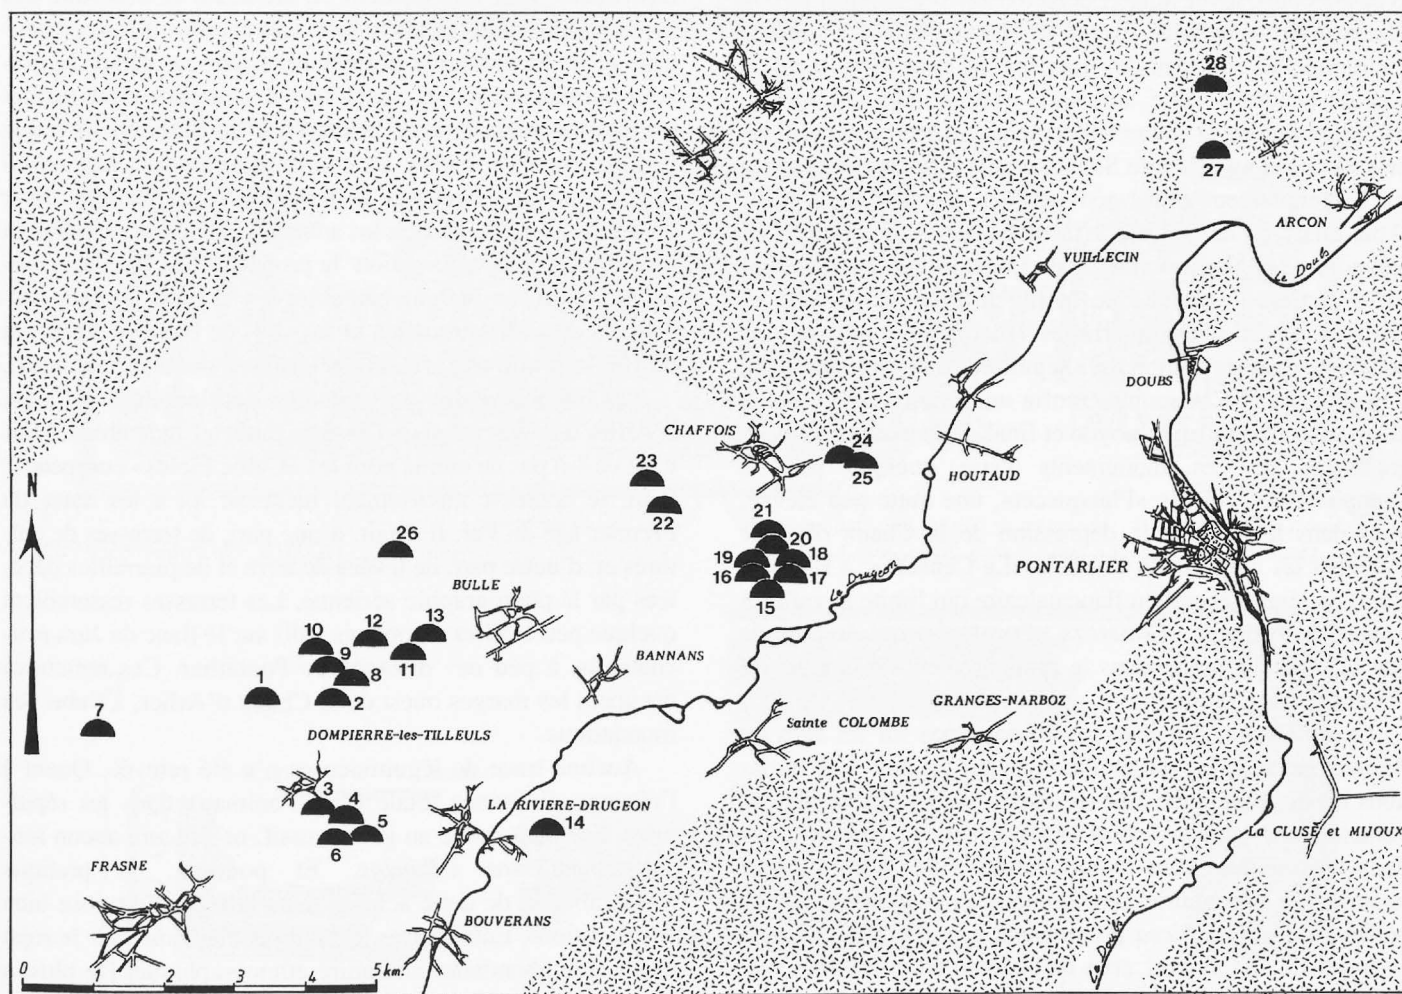 28
27
ARCON
Le Doubs
VUILLECIN
DOUBS
CHAFFOIS
24
25
HOUTAUD
23
22
21
20
19
18
16
17
15
Le Drugeon
PONTARLIER
N
26
BULLE
10
12
13
9
11
8
1
2
7
BANNANS
DOMPIERRE-les-TILLEULS
Sainte COLOMBE
GRANGES-NARBOZ
3
4
5
6
LA RIVIERE-DRUGEON
14
La CLUSE et MIJOUX
FRASNE
BOUVERANS
Le Doubs
0 1 2 3 4 5 km.